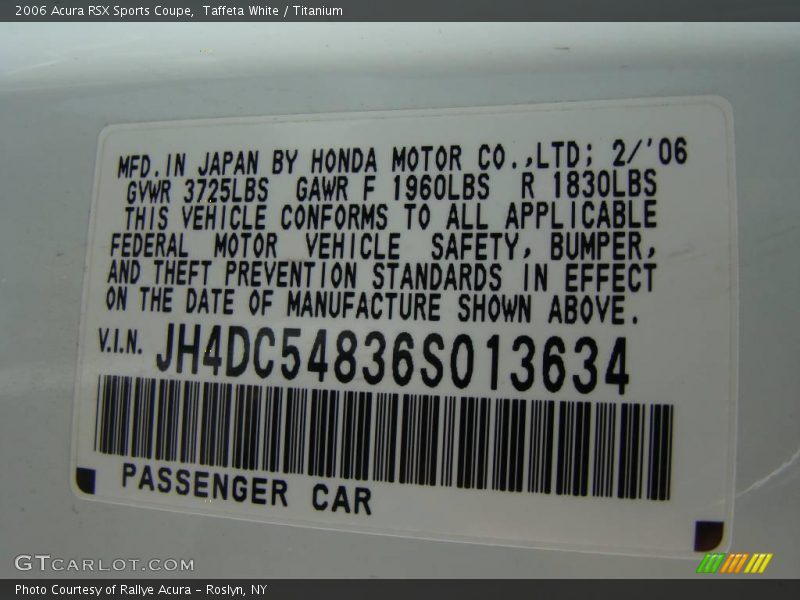 2006 Acura RSX Sports Coupe, Taffeta White / Titanium
MFD. IN JAPAN BY HONDA MOTOR CO.,LTD; 2/'06
GVWR 3725LBS GAWR F 1960LBS R 1830LBS
THIS VEHICLE CONFORMS TO ALL APPLICABLE
FEDERAL MOTOR VEHICLE SAFETY, BUMPER,
AND THEFT PREVENTION STANDARDS IN EFFECT
ON THE DATE OF MANUFACTURE SHOWN ABOVE.
V.I.N. JH4DC54836S013634
PASSENGER CAR
GTCARLOT.COM
Photo Courtesy of Rallye Acura – Roslyn, NY